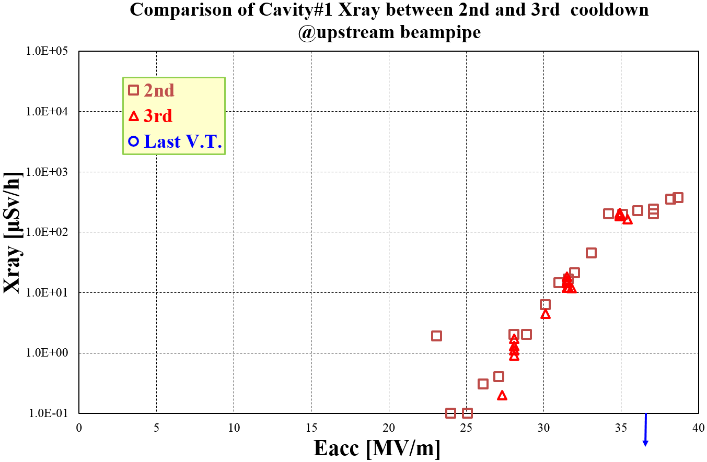 Comparison of Cavity#1 Xray between 2nd and 3rd cooldown
@upstream beampipe
1.0E+05
1.0E+04
1.0E+03
1.0E+02
1.0E+01
1.0E+00
1.0E-01
Xray [µSv/h]
2nd
3rd
Last V.T.
0 5 10 15 20 25 30 35 40
Eacc [MV/m]